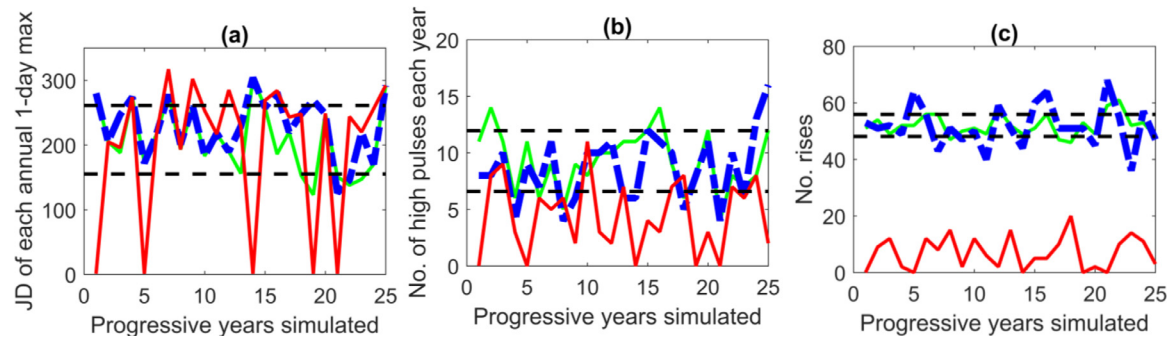 (a)
JD of each annual 1-day max
300
200
100
0
0 5 10 15 20 25
Progressive years simulated
(b)
No. of high pulses each year
20
15
10
5
0
0 5 10 15 20 25
Progressive years simulated
(c)
No. rises
80
60
40
20
0
0 5 10 15 20 25
Progressive years simulated